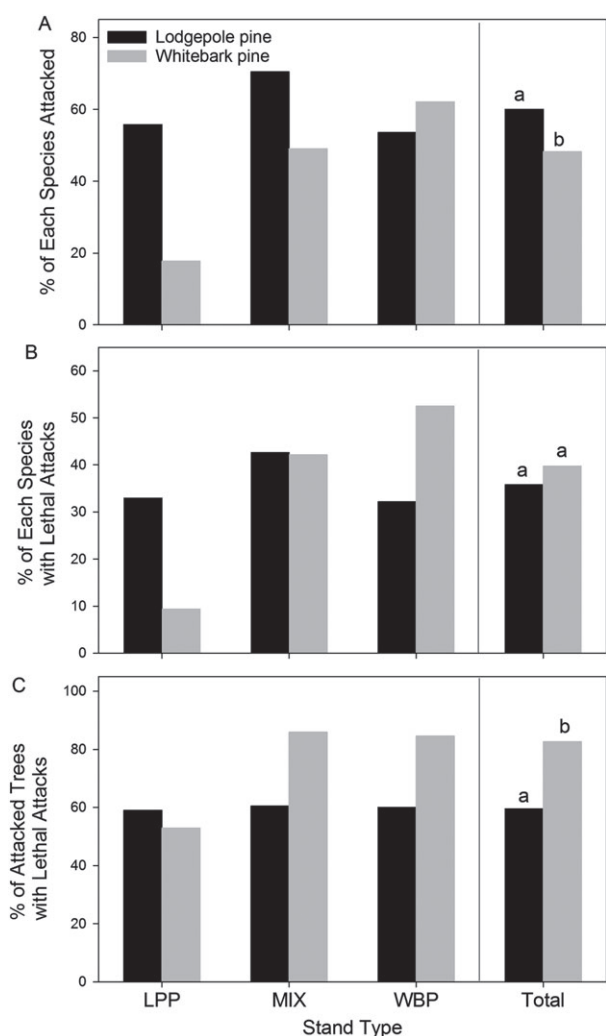 A
% of Each Species Attacked
80
60
40
20
0
Lodgepole pine
Whitebark pine
a
b
B
% of Each Species
with Lethal Attacks
60
50
40
30
20
10
0
a
a
C
% of Attacked Trees
with Lethal Attacks
100
80
60
40
20
0
a
b
LPP MIX WBP Total
Stand Type